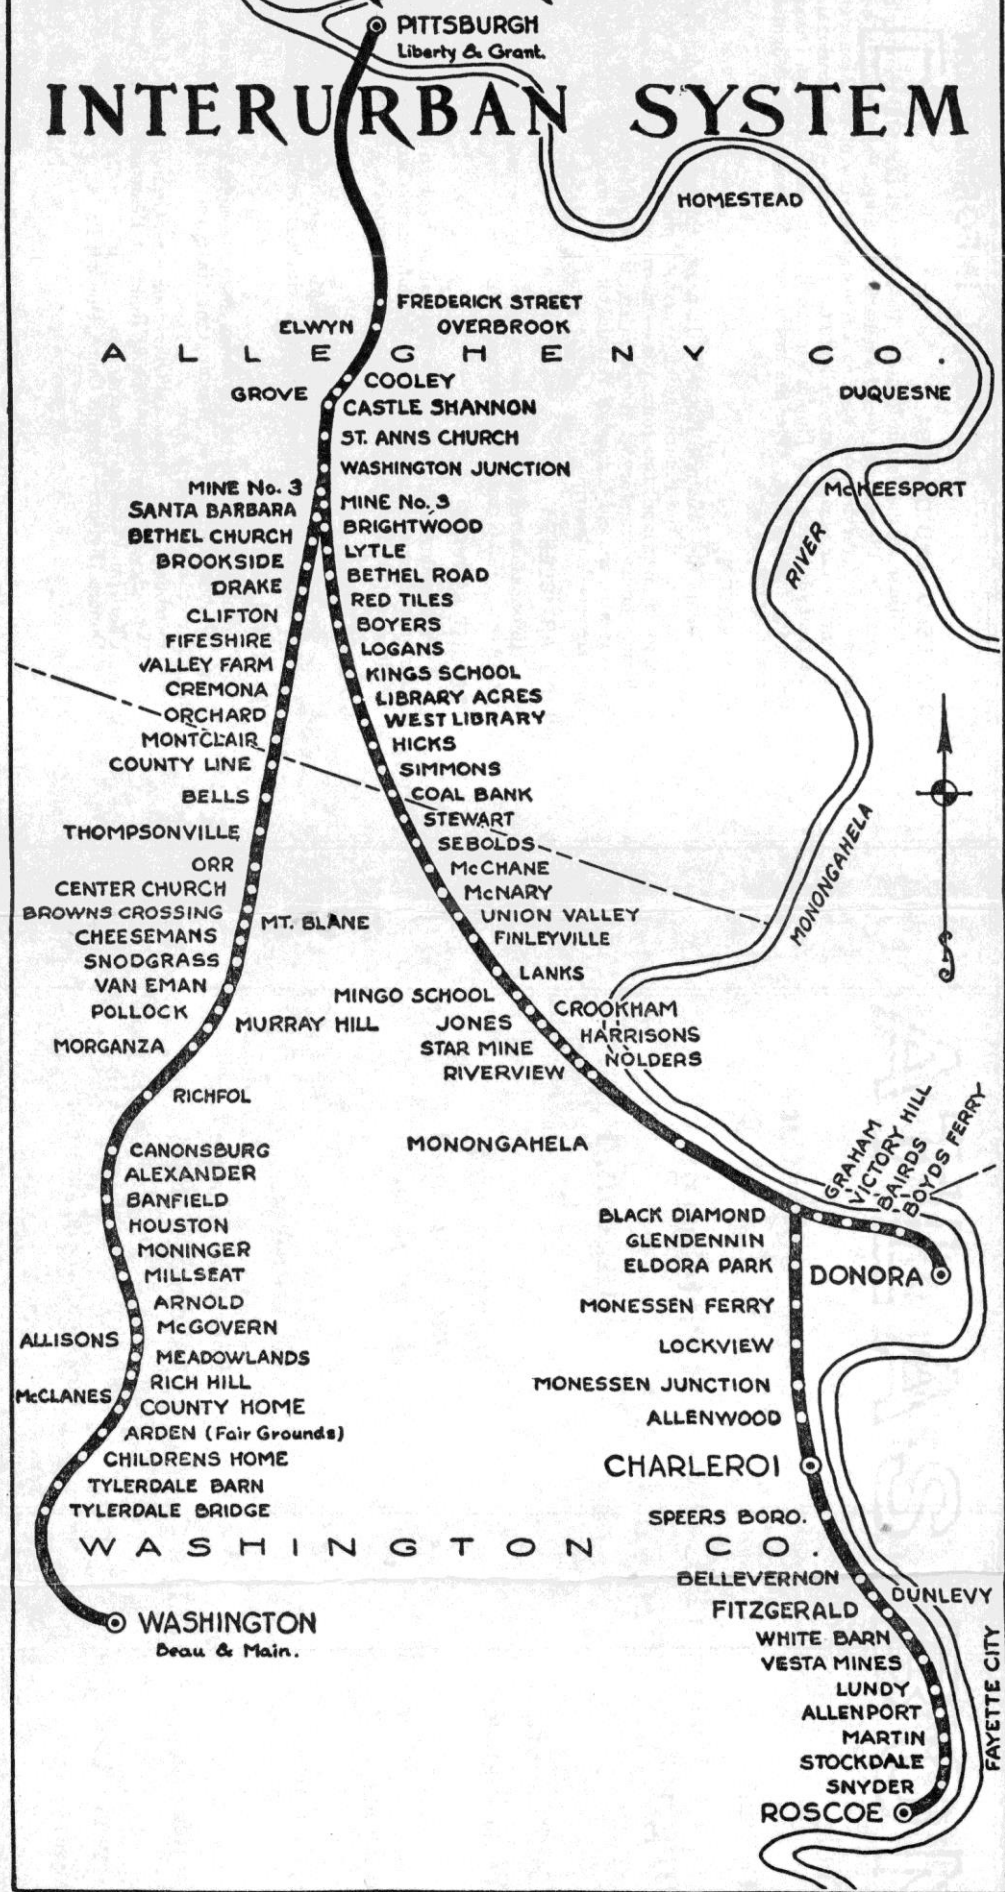 PITTSBURGH
Liberty & Grant.
INTERURBAN SYSTEM
HOMESTEAD
FREDERICK STREET
ELWYN
OVERBROOK
ALLEGHENY CO.
COOLEY
GROVE
DUQUESNE
CASTLE SHANNON
ST. ANNS CHURCH
WASHINGTON JUNCTION
MINE No. 3
McKEESPORT
MINE No. 3
SANTA BARBARA
BRIGHTWOOD
BETHEL CHURCH
LYTLE
RIVER
BROOKSIDE
BETHEL ROAD
DRAKE
RED TILES
CLIFTON
BOYERS
FIFESHIRE
LOGANS
VALLEY FARM
KINGS SCHOOL
CREMONA
LIBRARY ACRES
ORCHARD
WEST LIBRARY
MONTCLAIR
HICKS
COUNTY LINE
SIMMONS
BELLS
COAL BANK
STEWART
THOMPSONVILLE
SEBOLDS
ORR
McCHANE
MONONGAHELA
CENTER CHURCH
McNARY
BROWNS CROSSING
MT. BLANE
UNION VALLEY
CHEESEMANS
FINLEYVILLE
SNODGRASS
LANKS
VAN EMAN
MINGO SCHOOL
POLLOCK
CROOKHAM
MURRAY HILL
JONES
HARRISONS
MORGANZA
STAR MINE
NOLDERS
RIVERVIEW
RICHFOL
MONONGAHELA
CANONSBURG
GRAHAM
VICTORY HILL
BAIRDS
BOYDS FERRY
ALEXANDER
BANFIELD
BLACK DIAMOND
HOUSTON
GLENDENNIN
MONINGER
ELDORA PARK
MILLSEAT
DONORA
ARNOLD
MONESSEN FERRY
McGOVERN
ALLISONS
LOCKVIEW
MEADOWLANDS
RICH HILL
MONESSEN JUNCTION
McCLANES
COUNTY HOME
ALLENWOOD
ARDEN (Fair Grounds)
CHILDRENS HOME
CHARLEROI
TYLERDALE BARN
TYLERDALE BRIDGE
SPEERS BORO.
WASHINGTON CO.
BELLEVERNON
DUNLEVY
FITZGERALD
WASHINGTON
Beau & Main.
WHITE BARN
VESTA MINES
LUNDY
ALLENPORT
FAYETTE CITY
MARTIN
STOCKDALE
SNYDER
ROSCOE